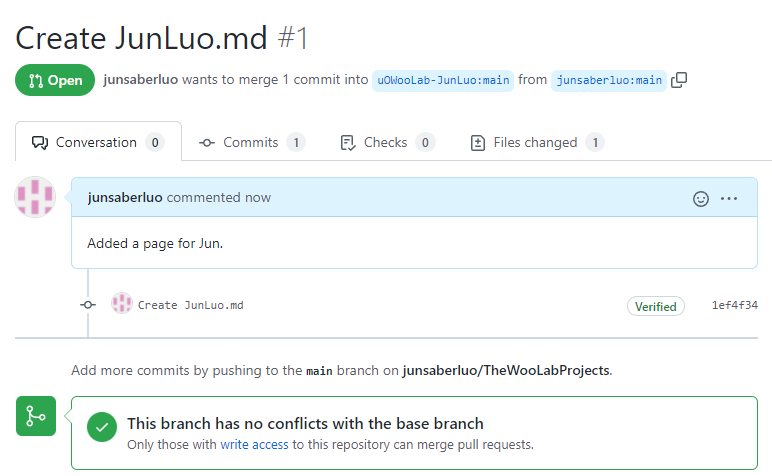 Create JunLuo.md #1
Open junsaberluo wants to merge 1 commit into uOWooLab-JunLuo:main from junsaberluo:main
Conversation 0 Commits 1 Checks 0 Files changed 1
junsaberluo commented now
Added a page for Jun.
Create JunLuo.md Verified 1ef4f34
Add more commits by pushing to the main branch on junsaberluo/TheWooLabProjects.
This branch has no conflicts with the base branch
Only those with write access to this repository can merge pull requests.